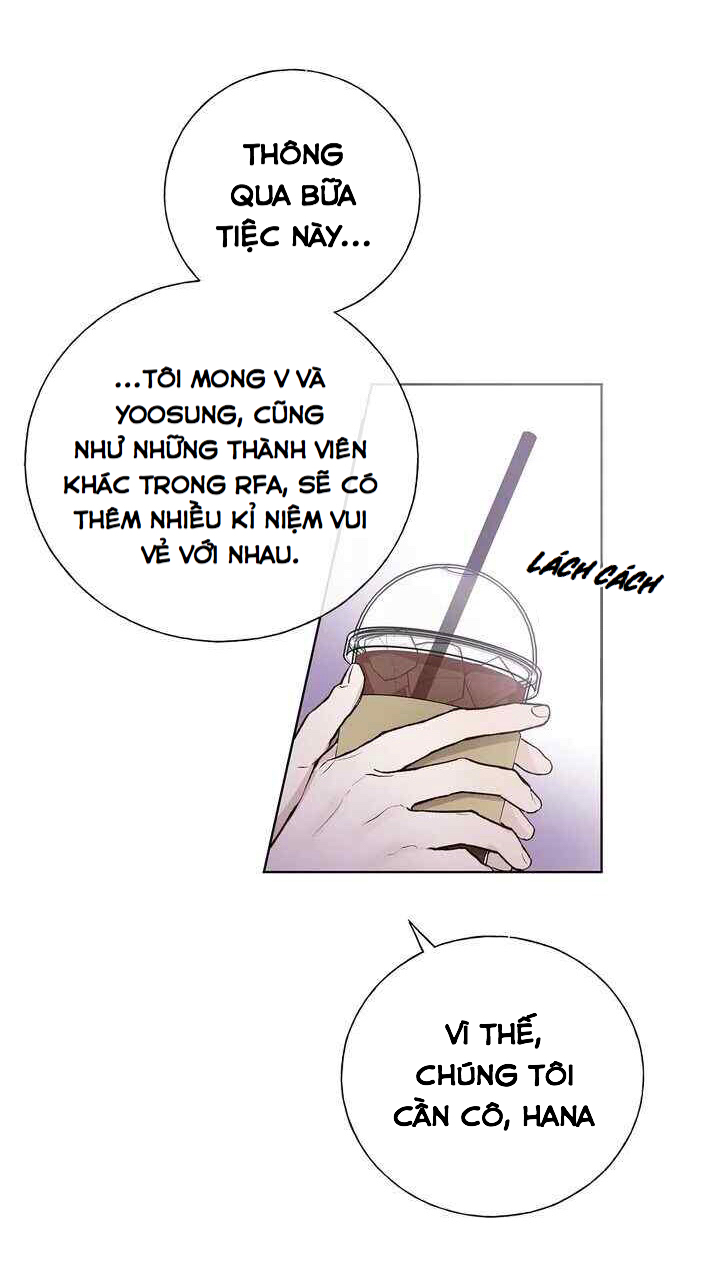 THÔNG
QUA BỮA
TIỆC NÀY...
...TÔI MONG V VÀ
YOOSUNG, CŨNG
NHƯ NHỮNG THÀNH VIÊN
KHÁC TRONG RFA, SẼ CÓ
THÊM NHIỀU KỈ NIỆM VUI
VẺ VỚI NHAU.
LÁCH CÁCH
VÌ THẾ,
CHÚNG TÔI
CẦN CÔ, HANA